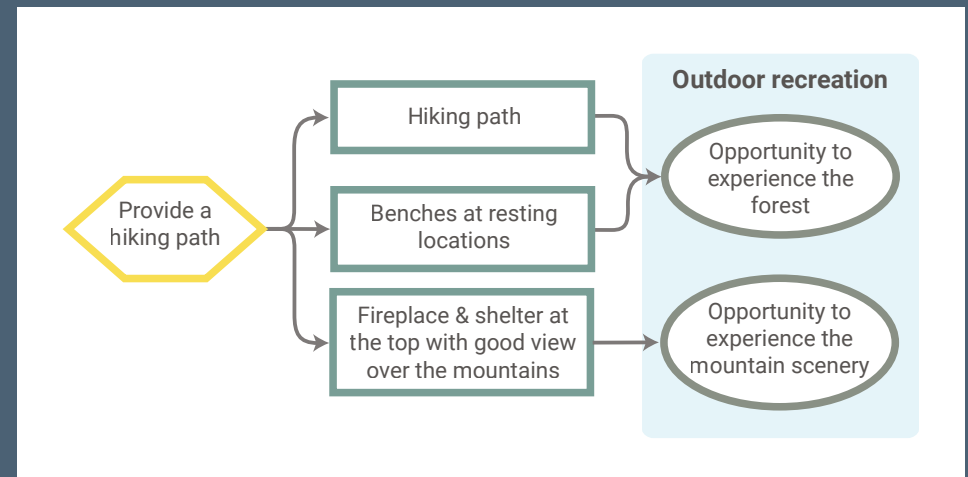 Outdoor recreation
Provide a
hiking path
Hiking path
Benches at resting
locations
Fireplace & shelter at
the top with good view
over the mountains
Opportunity to
experience the
forest
Opportunity to
experience the
mountain scenery